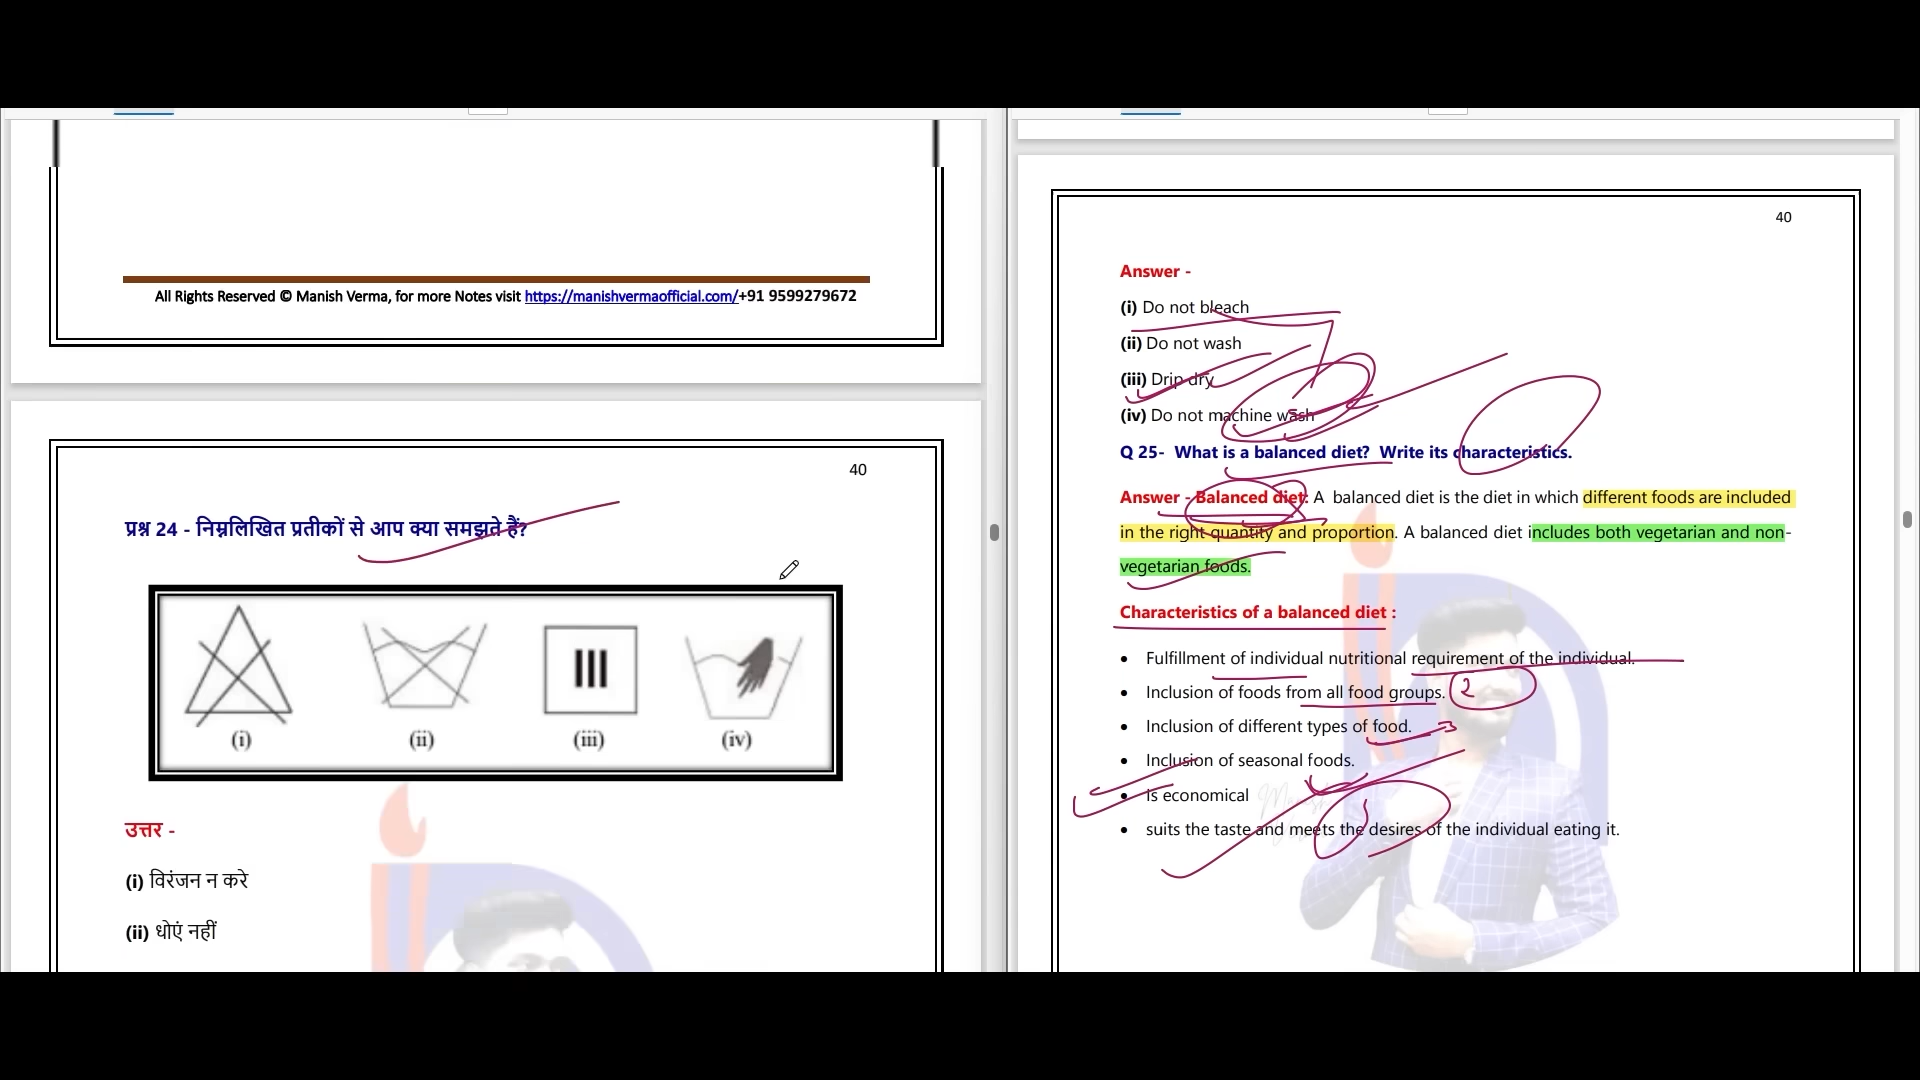 All Rights Reserved © Manish Verma, for more Notes visit https://manishvermaofficial.com/+91 9599279672
40
प्रश्न 24 - निम्नलिखित प्रतीकों से आप क्या समझते हैं?
(i) (ii) (iii) (iv)
उत्तर -
(i) विरंजन न करे
(ii) धोएं नहीं
40
Answer -
(i) Do not bleach
(ii) Do not wash
(iii) Drip dry
(iv) Do not machine wash
Q 25- What is a balanced diet? Write its characteristics.
Answer - Balanced diet: A balanced diet is the diet in which different foods are included
in the right quantity and proportion. A balanced diet includes both vegetarian and non-
vegetarian foods.
Characteristics of a balanced diet :
• Fulfillment of individual nutritional requirement of the individual.
• Inclusion of foods from all food groups. 2
• Inclusion of different types of food. 3
• Inclusion of seasonal foods.
• Is economical
• suits the taste and meets the desires of the individual eating it.